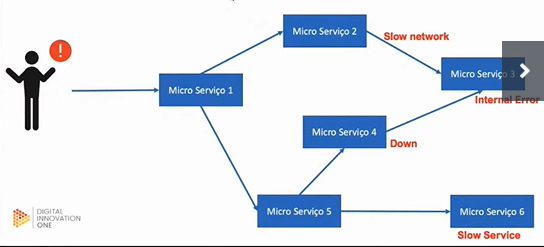 Micro Serviço 2
Slow network
Micro Serviço 3
Internal Error
Micro Serviço 1
Micro Serviço 4
Down
Micro Serviço 5
Micro Serviço 6
Slow Service
DIGITAL
INNOVATION
ONE